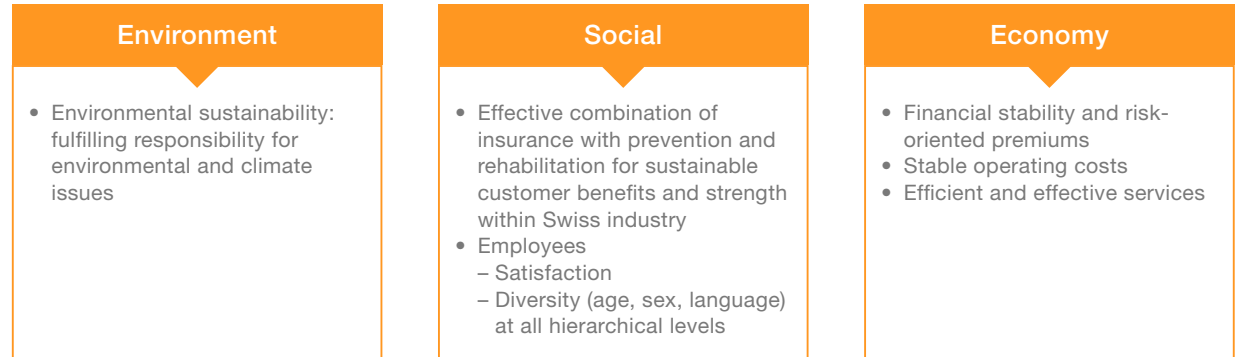 Environment
• Environmental sustainability:
fulfilling responsibility for
environmental and climate
issues
Social
• Effective combination of
insurance with prevention and
rehabilitation for sustainable
customer benefits and strength
within Swiss industry
• Employees
– Satisfaction
– Diversity (age, sex, language)
at all hierarchical levels
Economy
• Financial stability and risk-
oriented premiums
• Stable operating costs
• Efficient and effective services